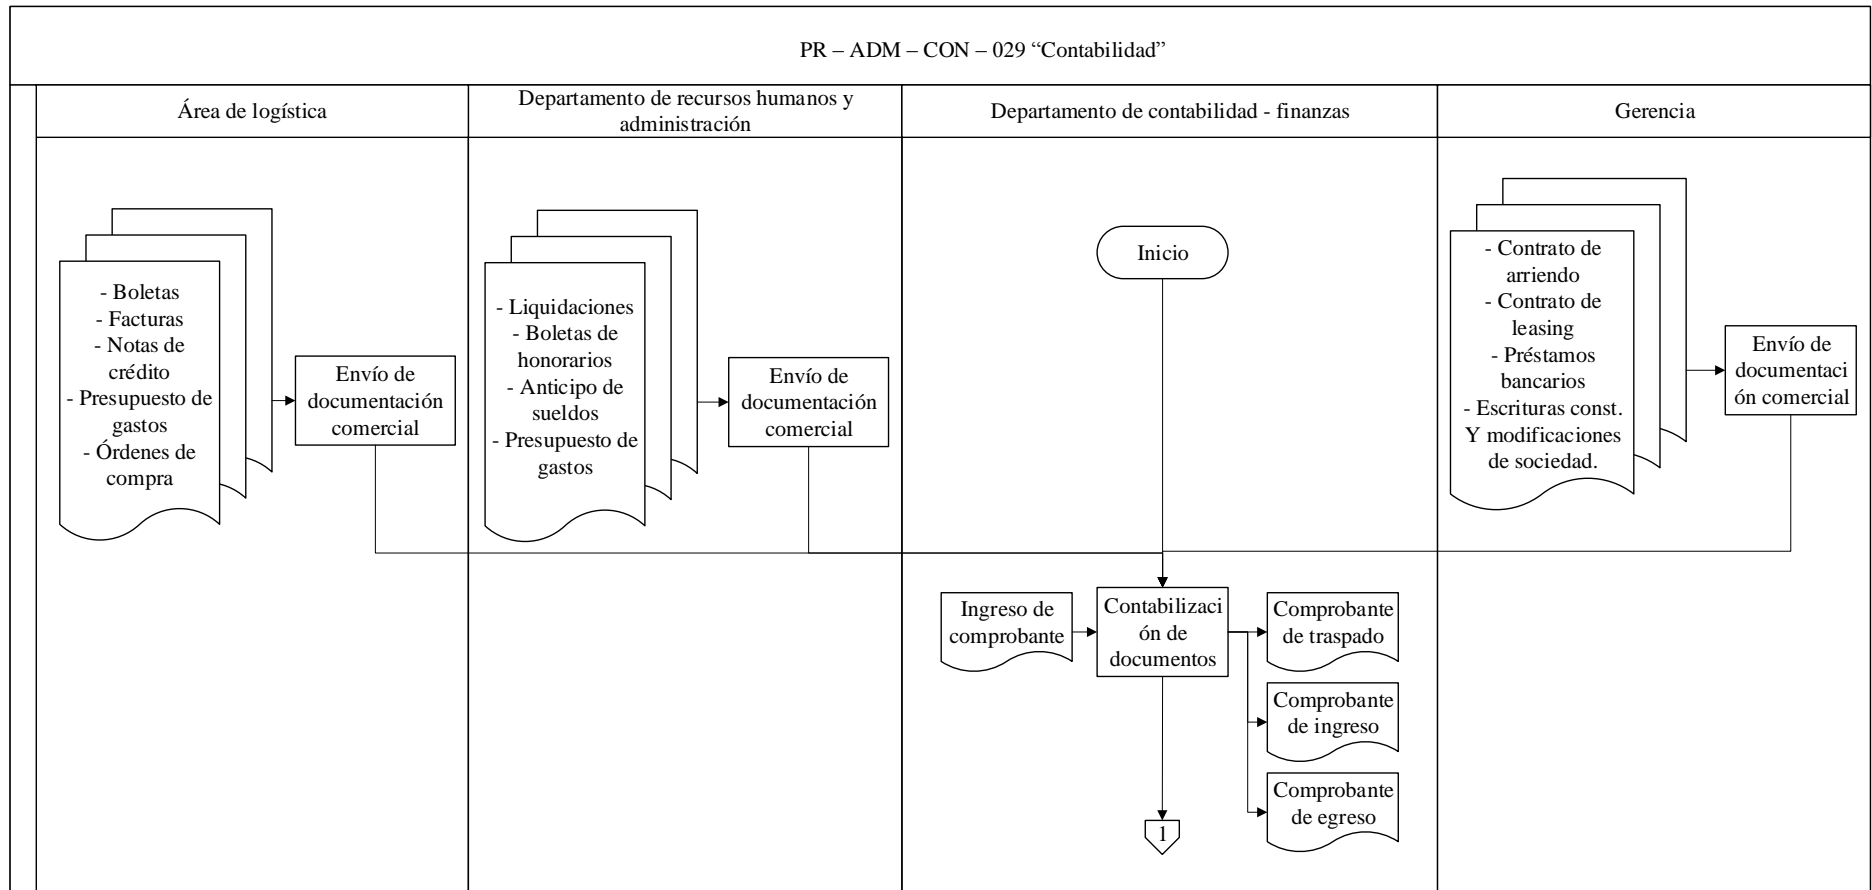 PR – ADM – CON – 029 “Contabilidad”
Área de logística
Departamento de recursos humanos y
administración
Departamento de contabilidad - finanzas
Gerencia
- Boletas
- Facturas
- Notas de
crédito
- Presupuesto de
gastos
- Órdenes de
compra
Envío de
documentación
comercial
- Liquidaciones
- Boletas de
honorarios
- Anticipo de
sueldos
- Presupuesto de
gastos
Envío de
documentación
comercial
Inicio
- Contrato de
arriendo
- Contrato de
leasing
- Préstamos
bancarios
- Escrituras const.
Y modificaciones
de sociedad.
Envío de
documentaci
ón comercial
Ingreso de
comprobante
Contabilizaci
ón de
documentos
Comprobante
de traspado
Comprobante
de ingreso
Comprobante
de egreso
1